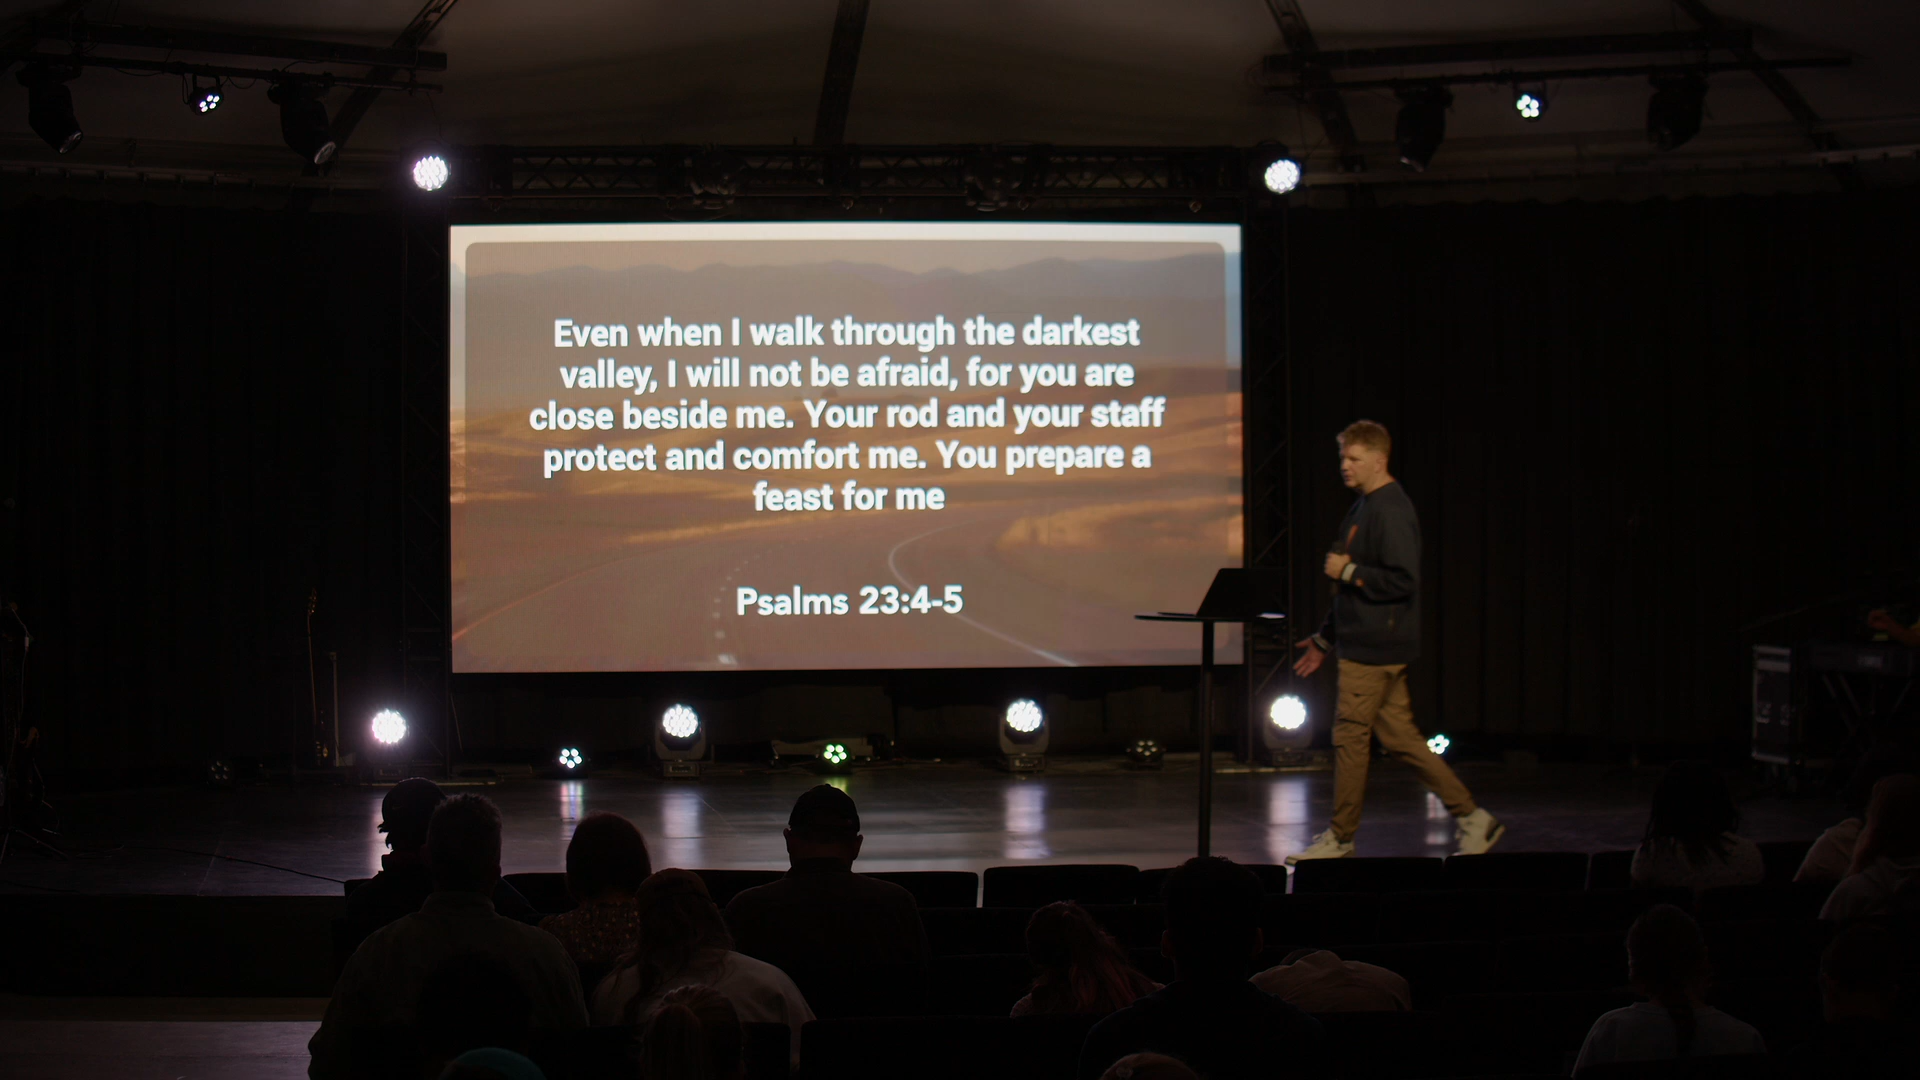 Even when I walk through the darkest
valley, I will not be afraid, for you are
close beside me. Your rod and your staff
protect and comfort me. You prepare a
feast for me
Psalms 23:4-5